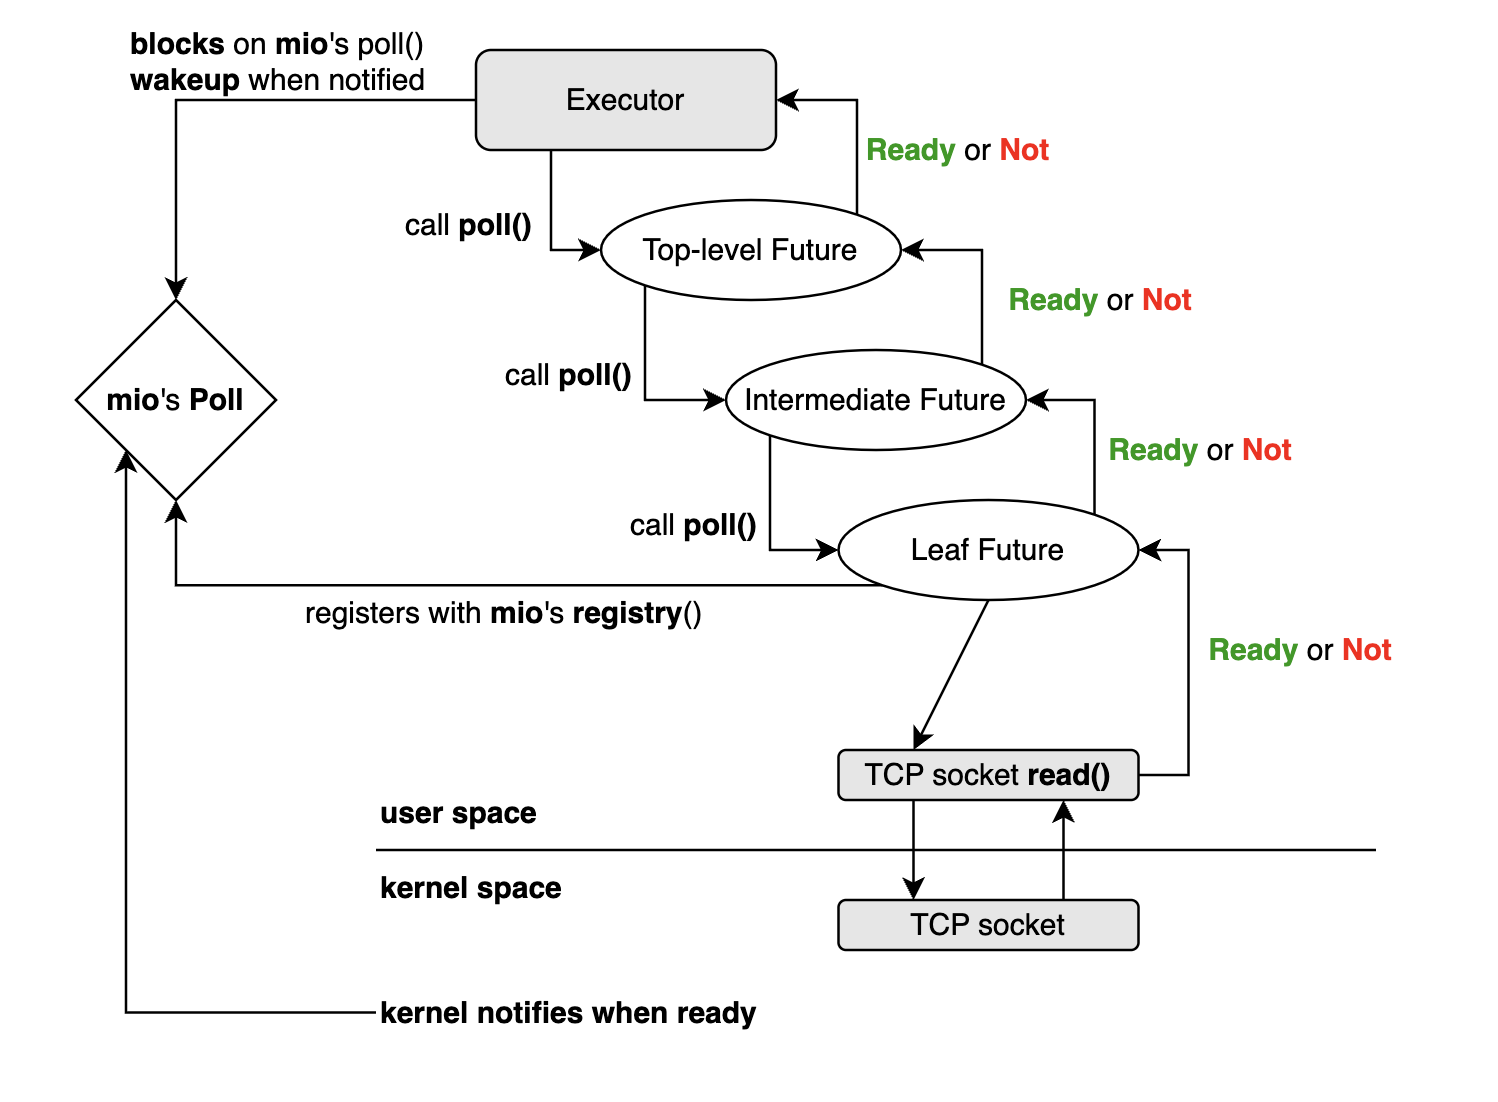 blocks on mio's poll()
wakeup when notified
Executor
Ready or Not
call poll()
Top-level Future
Ready or Not
call poll()
mio's Poll
Intermediate Future
Ready or Not
call poll()
Leaf Future
registers with mio's registry()
Ready or Not
TCP socket read()
user space
kernel space
TCP socket
kernel notifies when ready